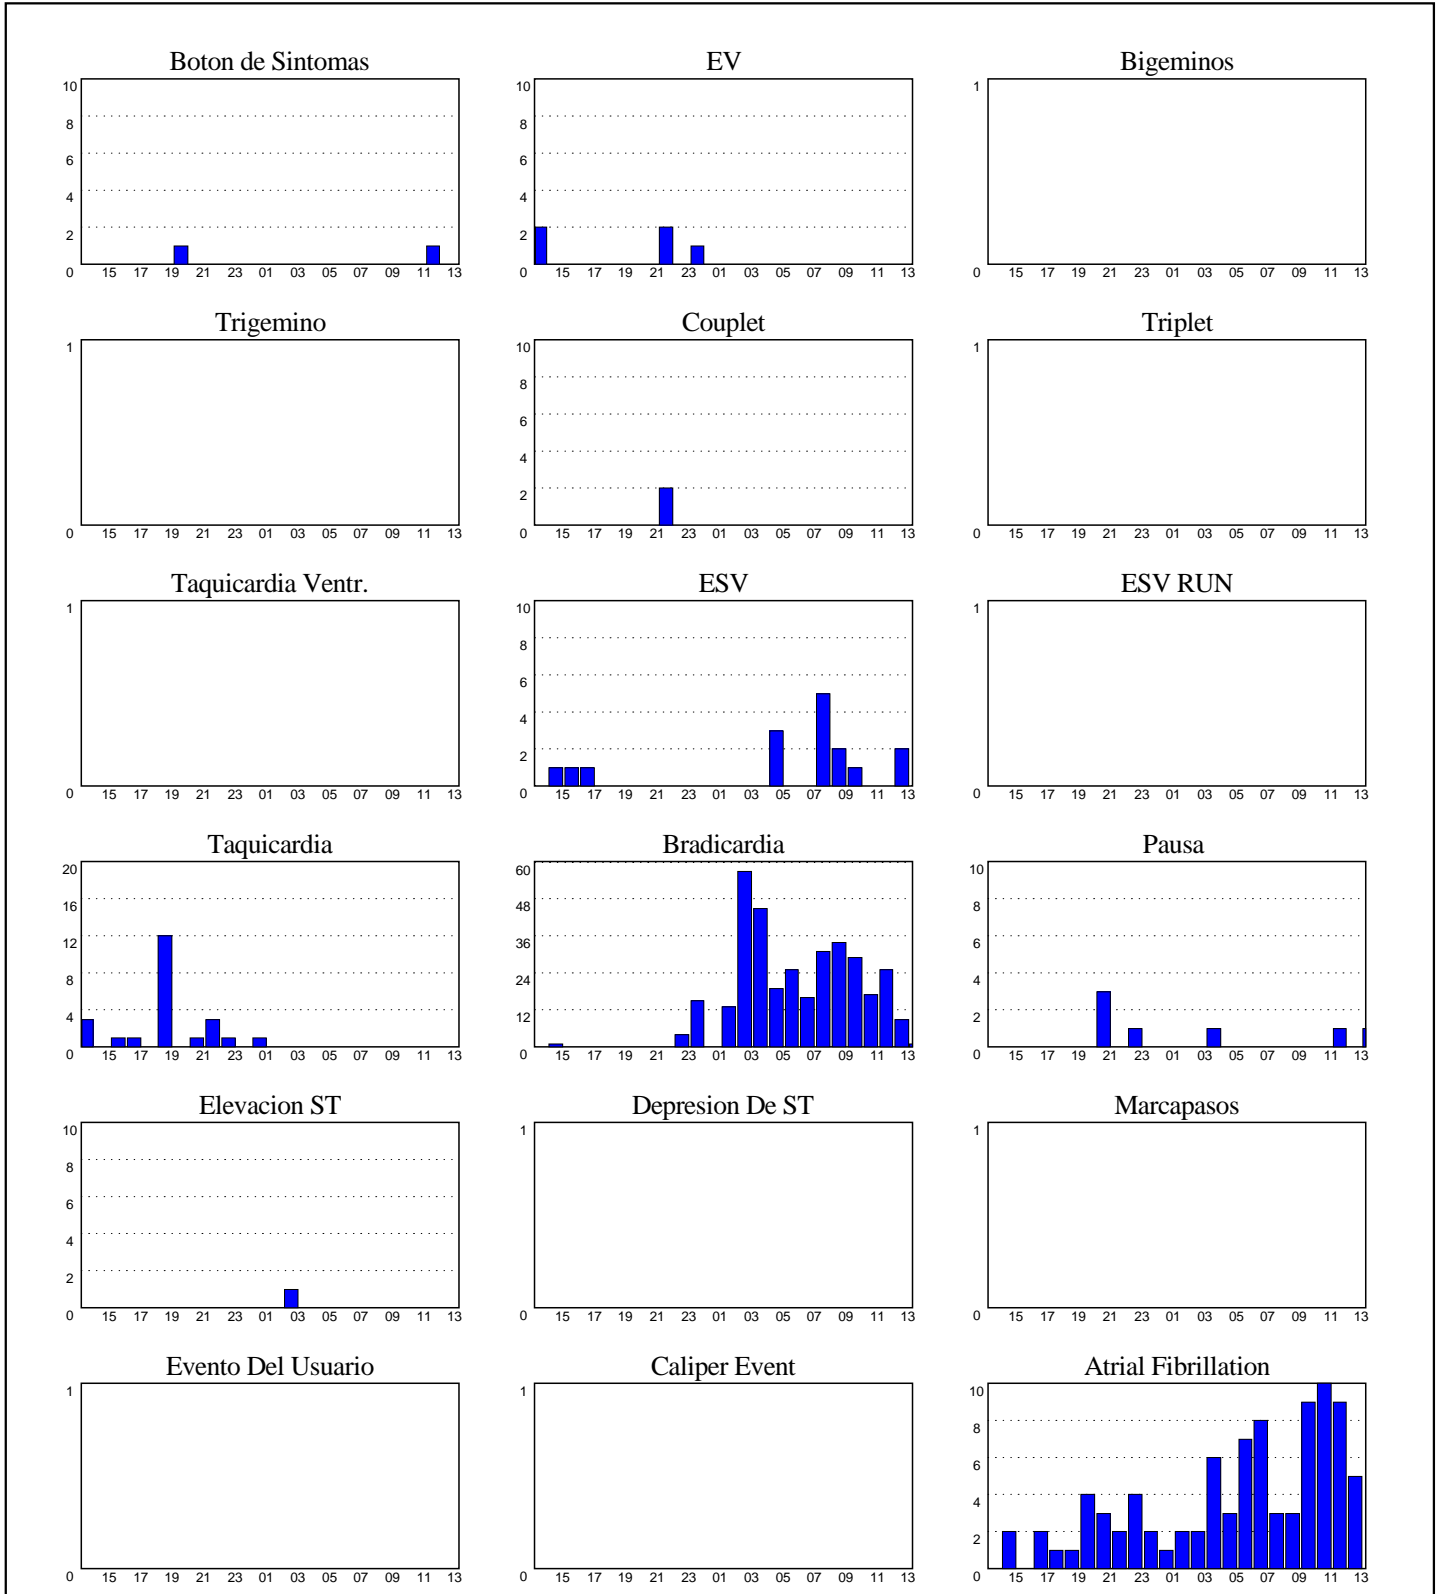 Boton de Sintomas EV Bigeminos
10 10 1
8 8
6 6
4 4
2 2
0 15 17 19 21 23 01 03 05 07 09 11 13 0 15 17 19 21 23 01 03 05 07 09 11 13 0 15 17 19 21 23 01 03 05 07 09 11 13
Trigemino Couplet Triplet
1 10 1
8
6
4
2
0 15 17 19 21 23 01 03 05 07 09 11 13 0 15 17 19 21 23 01 03 05 07 09 11 13 0 15 17 19 21 23 01 03 05 07 09 11 13
Taquicardia Ventr. ESV ESV RUN
1 10 1
8
6
4
2
0 15 17 19 21 23 01 03 05 07 09 11 13 0 15 17 19 21 23 01 03 05 07 09 11 13 0 15 17 19 21 23 01 03 05 07 09 11 13
Taquicardia Bradicardia Pausa
20 60 10
16 48 8
12 36 6
8 24 4
4 12 2
0 15 17 19 21 23 01 03 05 07 09 11 13 0 15 17 19 21 23 01 03 05 07 09 11 13 0 15 17 19 21 23 01 03 05 07 09 11 13
Elevacion ST Depresion De ST Marcapasos
10 1 1
8
6
4
2
0 15 17 19 21 23 01 03 05 07 09 11 13 0 15 17 19 21 23 01 03 05 07 09 11 13 0 15 17 19 21 23 01 03 05 07 09 11 13
Evento Del Usuario Caliper Event Atrial Fibrillation
1 1 10
8
6
4
2
0 15 17 19 21 23 01 03 05 07 09 11 13 0 15 17 19 21 23 01 03 05 07 09 11 13 0 15 17 19 21 23 01 03 05 07 09 11 13